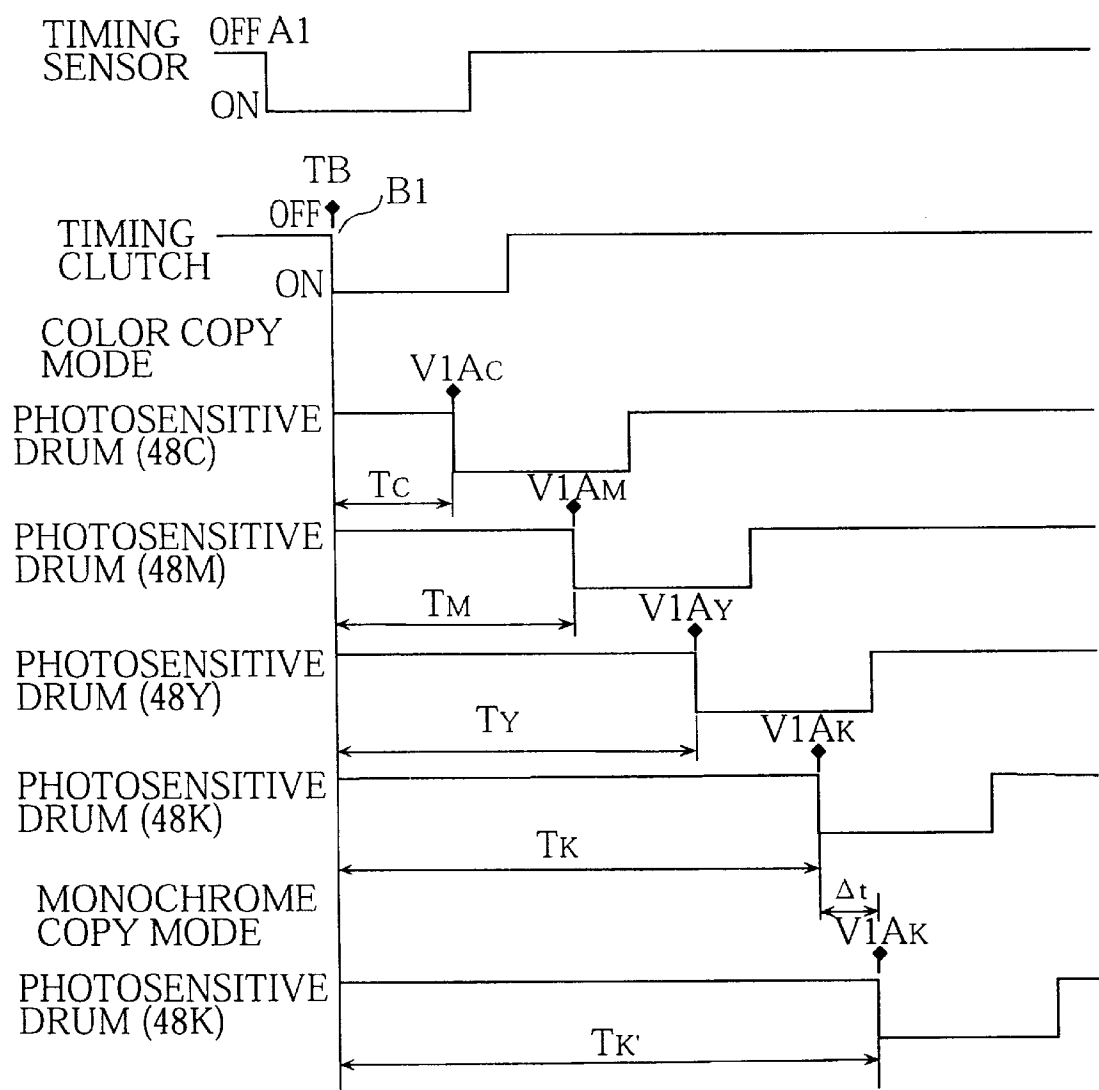 TIMING SENSOR OFF A1
ON
TB
OFF B1
TIMING CLUTCH
ON
COLOR COPY MODE
V1AC
PHOTOSENSITIVE DRUM (48C)
TC
V1AM
PHOTOSENSITIVE DRUM (48M)
TM
V1AY
PHOTOSENSITIVE DRUM (48Y)
TY
V1AK
PHOTOSENSITIVE DRUM (48K)
TK
Δt
MONOCHROME COPY MODE
V1AK
PHOTOSENSITIVE DRUM (48K)
TK'